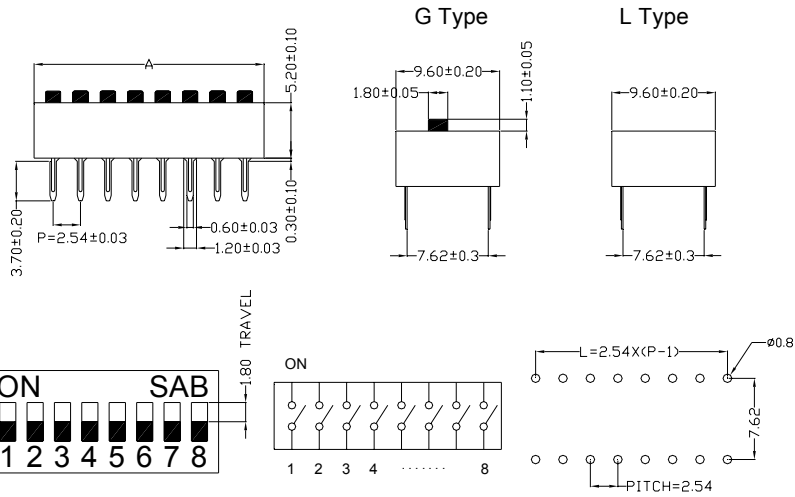 G Type
L Type
A
5.20±0.10
0.30±0.10
3.70±0.20
P=2.54±0.03
0.60±0.03
1.20±0.03
9.60±0.20
1.80±0.05
1.10±0.05
7.62±0.3
9.60±0.20
7.62±0.3
ON SAB
1 2 3 4 5 6 7 8
1.80 TRAVEL
ON
1 2 3 4 ....... 8
L=2.54X(P-1)
ø0.8
7.62
PITCH=2.54